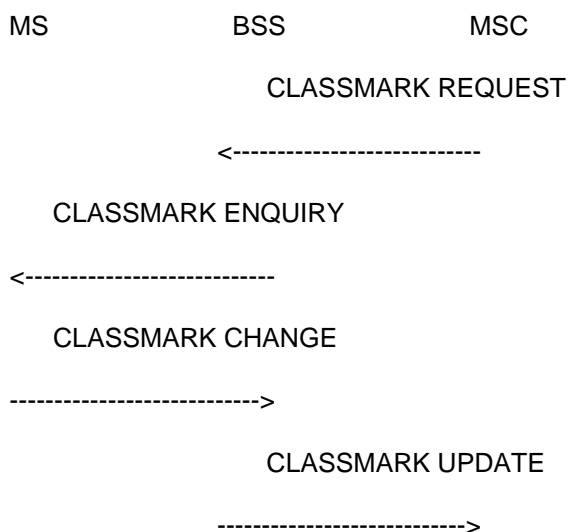 MS BSS MSC
CLASSMARK REQUEST
<----------------------------
CLASSMARK ENQUIRY
<----------------------------
CLASSMARK CHANGE
---------------------------->
CLASSMARK UPDATE
---------------------------->